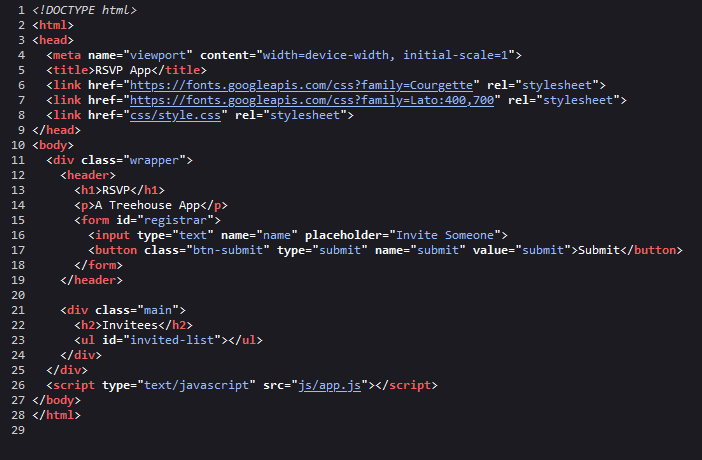 1 <!DOCTYPE html>
2 <html>
3 <head>
4   <meta name="viewport" content="width=device-width, initial-scale=1">
5   <title>RSVP App</title>
6   <link href="https://fonts.googleapis.com/css?family=Courgette" rel="stylesheet">
7   <link href="https://fonts.googleapis.com/css?family=Lato:400,700" rel="stylesheet">
8   <link href="css/style.css" rel="stylesheet">
9 </head>
10 <body>
11   <div class="wrapper">
12     <header>
13       <h1>RSVP</h1>
14       <p>A Treehouse App</p>
15       <form id="registrar">
16         <input type="text" name="name" placeholder="Invite Someone">
17         <button class="btn-submit" type="submit" name="submit" value="submit">Submit</button>
18       </form>
19     </header>
20
21     <div class="main">
22       <h2>Invitees</h2>
23       <ul id="invited-list"></ul>
24     </div>
25   </div>
26   <script type="text/javascript" src="js/app.js"></script>
27 </body>
28 </html>
29